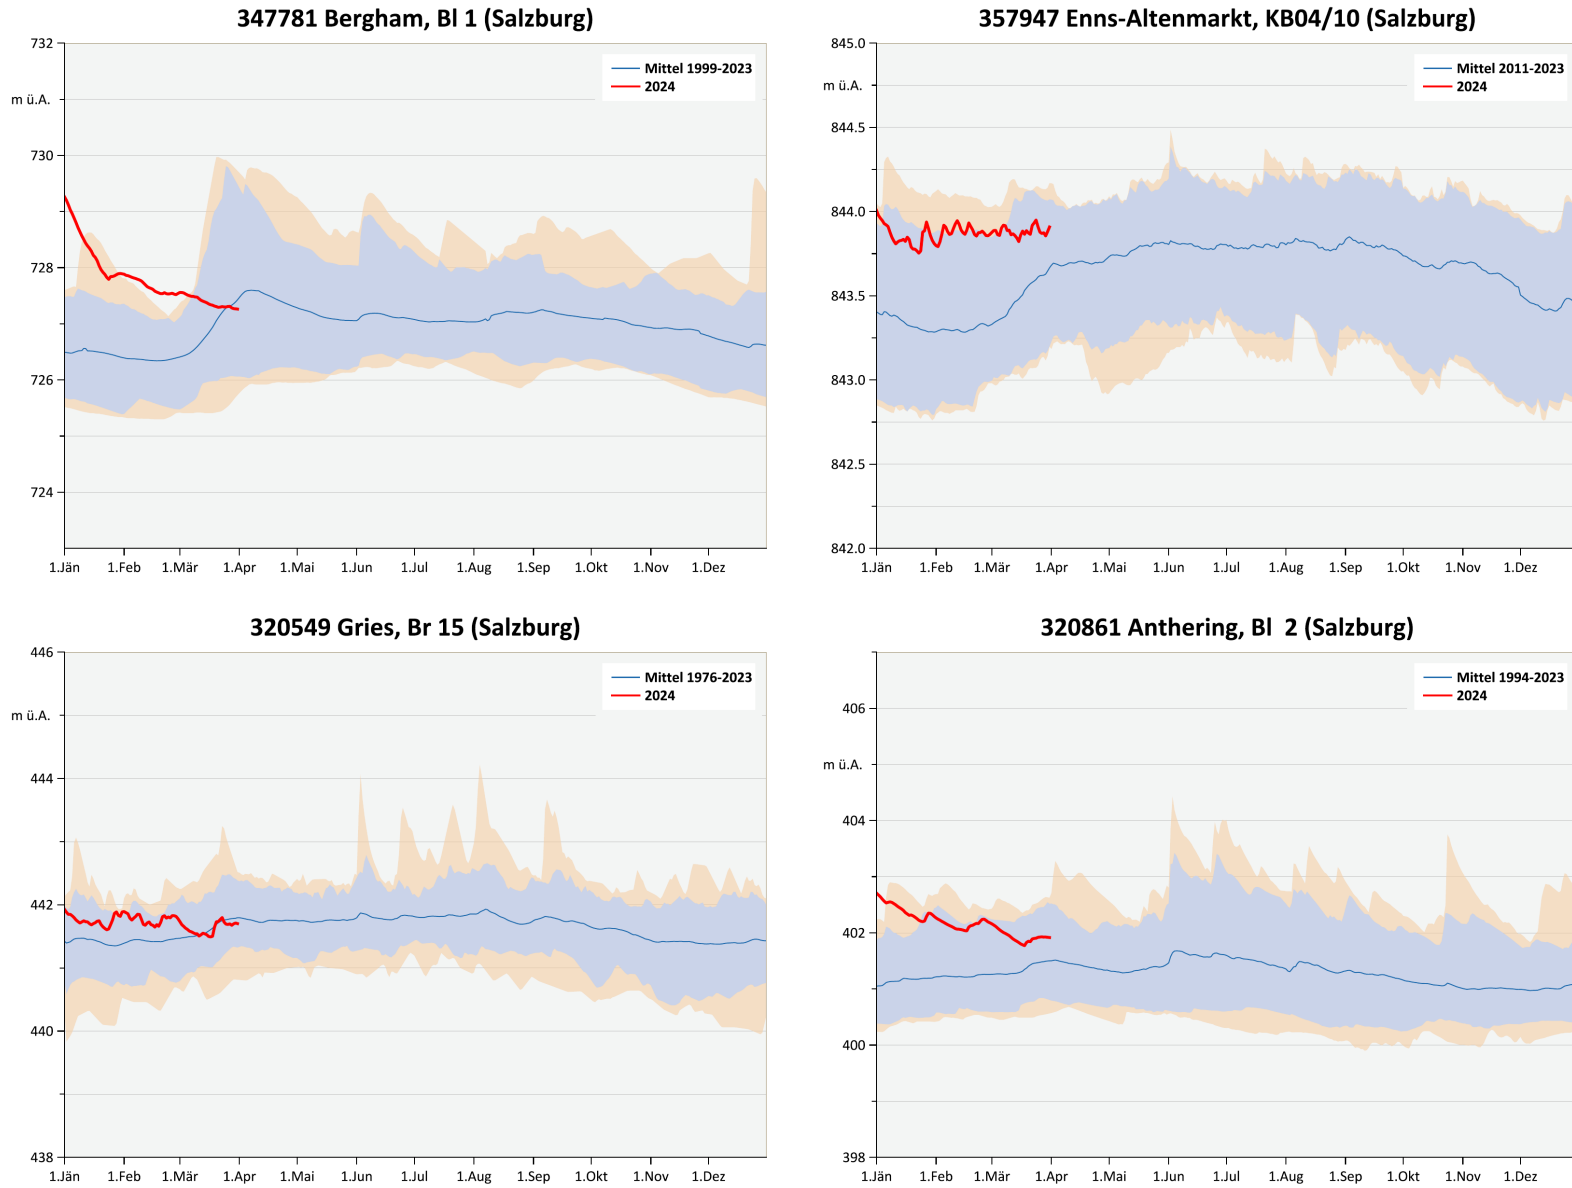 347781 Bergham, Bl 1 (Salzburg)
732
m ü.A.
730
728
726
724
Mittel 1999-2023
2024
1.Jän 1.Feb 1.Mär 1.Apr 1.Mai 1.Jun 1.Jul 1.Aug 1.Sep 1.Okt 1.Nov 1.Dez
357947 Enns-Altenmarkt, KB04/10 (Salzburg)
845.0
m ü.A.
844.5
844.0
843.5
843.0
842.5
842.0
Mittel 2011-2023
2024
1.Jän 1.Feb 1.Mär 1.Apr 1.Mai 1.Jun 1.Jul 1.Aug 1.Sep 1.Okt 1.Nov 1.Dez
320549 Gries, Br 15 (Salzburg)
446
m ü.A.
444
442
440
438
Mittel 1976-2023
2024
1.Jän 1.Feb 1.Mär 1.Apr 1.Mai 1.Jun 1.Jul 1.Aug 1.Sep 1.Okt 1.Nov 1.Dez
320861 Anthering, Bl  2 (Salzburg)
406
m ü.A.
404
402
400
398
Mittel 1994-2023
2024
1.Jän 1.Feb 1.Mär 1.Apr 1.Mai 1.Jun 1.Jul 1.Aug 1.Sep 1.Okt 1.Nov 1.Dez